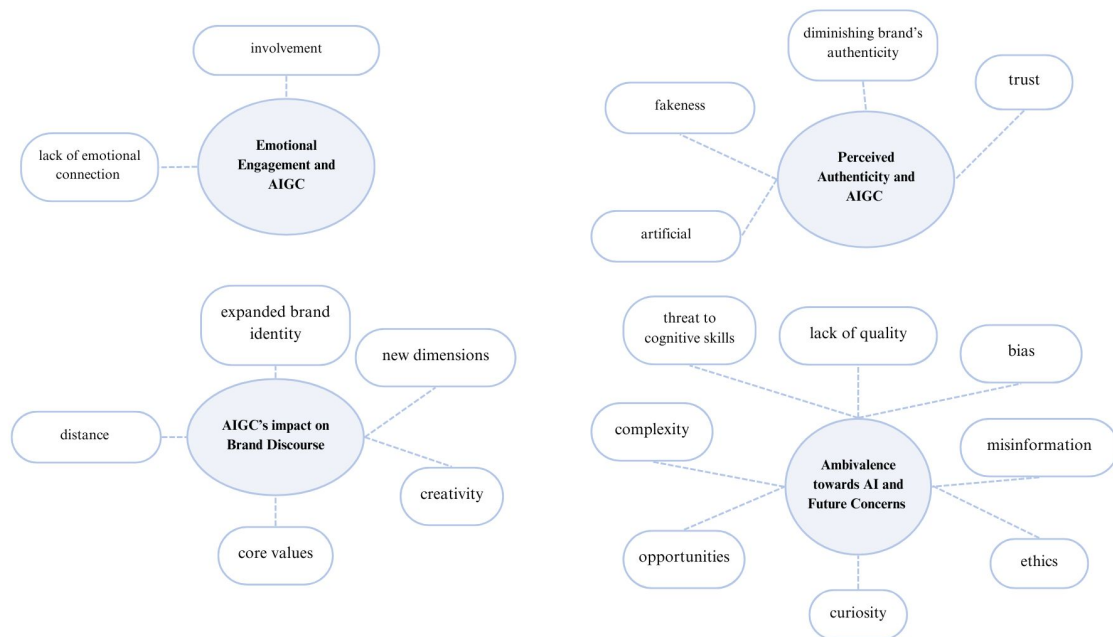 involvement
lack of emotional
connection
Emotional
Engagement and
AIGC
diminishing brand's
authenticity
fakeness
trust
artificial
Perceived
Authenticity and
AIGC
expanded brand
identity
new dimensions
distance
AIGC's impact on
Brand Discourse
creativity
core values
threat to
cognitive skills
lack of quality
bias
complexity
misinformation
Ambivalence
towards AI and
Future Concerns
opportunities
ethics
curiosity